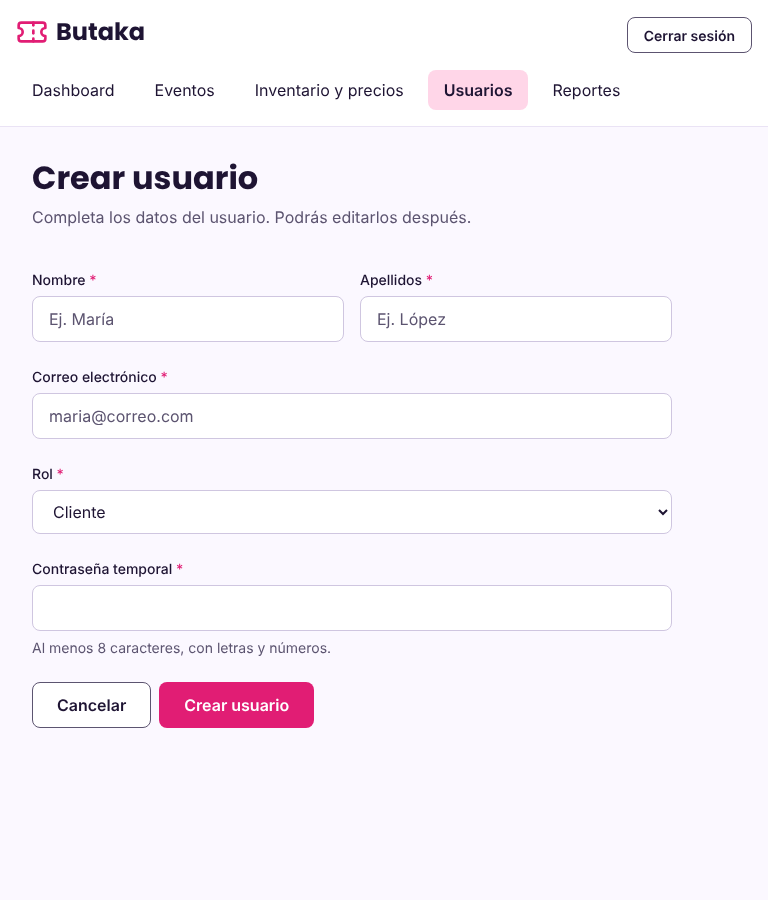 Butaka
Cerrar sesión
Dashboard Eventos Inventario y precios Usuarios Reportes
Crear usuario
Completa los datos del usuario. Podrás editarlos después.
Nombre * Apellidos *
Ej. María Ej. López
Correo electrónico *
maria@correo.com
Rol *
Cliente
Contraseña temporal *
Al menos 8 caracteres, con letras y números.
Cancelar Crear usuario